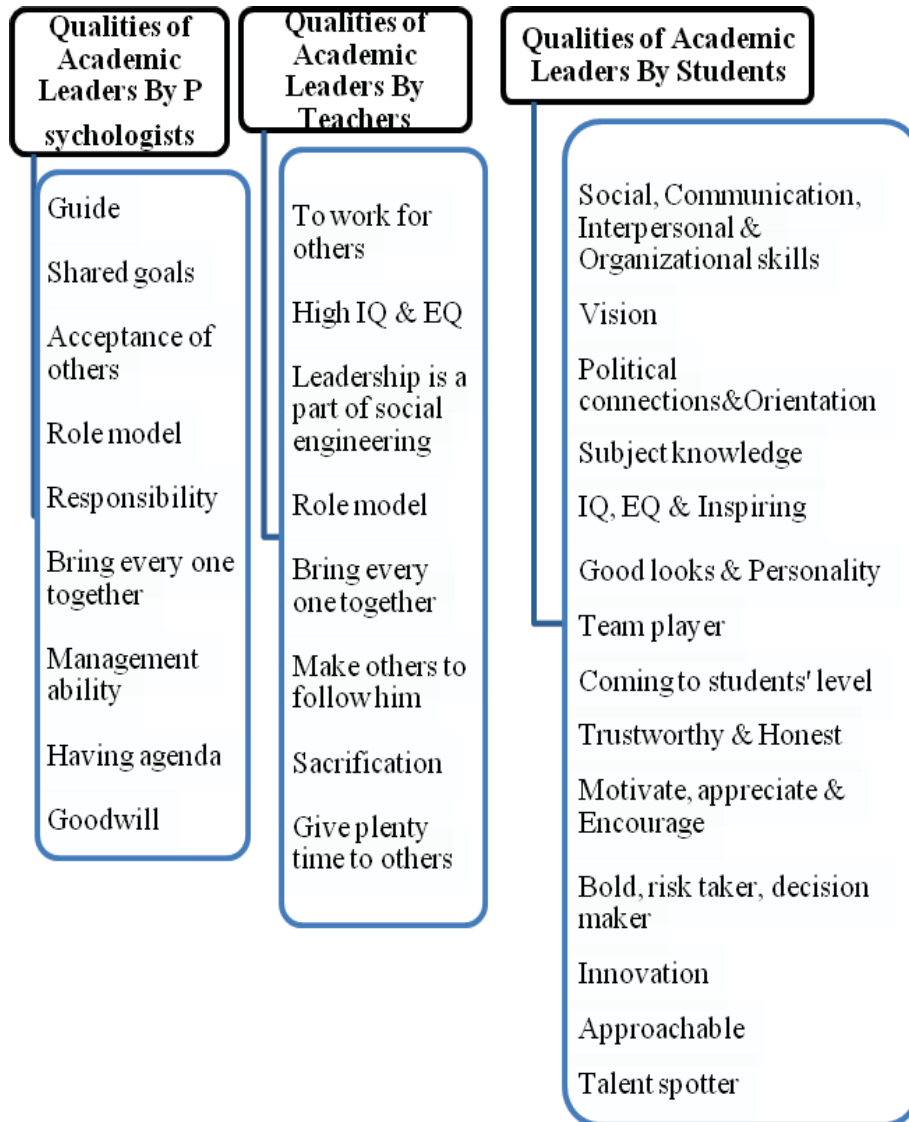 Qualities of
Academic
Leaders By P
sychologists
Guide
Shared goals
Acceptance of
others
Role model
Responsibility
Bring every one
together
Management
ability
Having agenda
Goodwill
Qualities of
Academic
Leaders By
Teachers
To work for
others
High IQ & EQ
Leadership is a
part of social
engineering
Role model
Bring every
one together
Make others to
follow him
Sacrification
Give plenty
time to others
Qualities of Academic
Leaders By Students
Social, Communication,
Interpersonal &
Organizational skills
Vision
Political
connections&Orientation
Subject knowledge
IQ, EQ & Inspiring
Good looks & Personality
Team player
Coming to students' level
Trustworthy & Honest
Motivate, appreciate &
Encourage
Bold, risk taker, decision
maker
Innovation
Approachable
Talent spotter